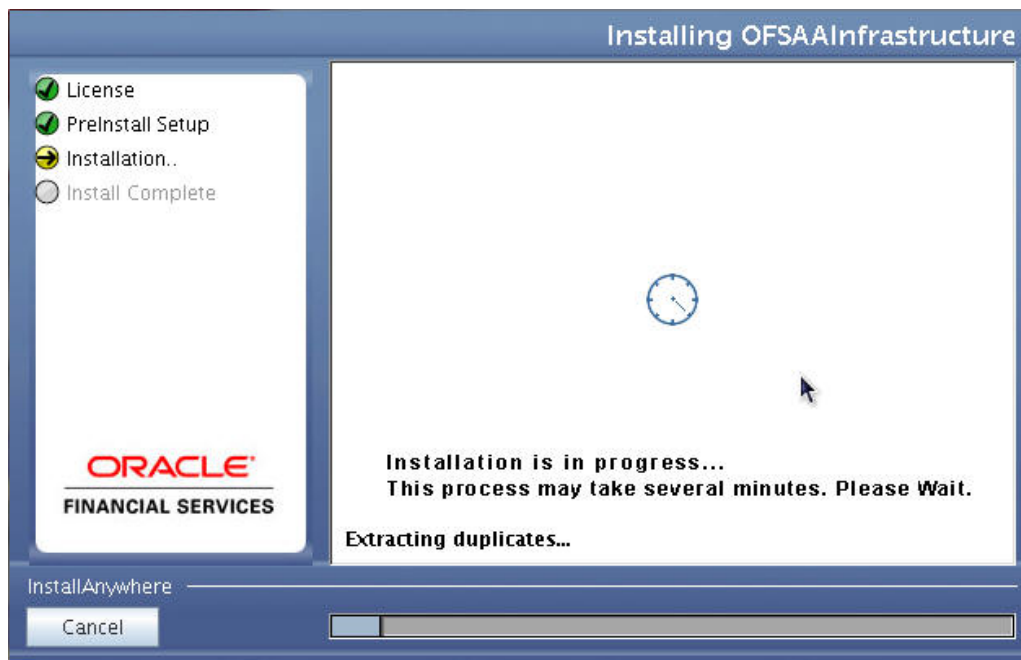 Installing OFSAAInfrastructure
License
PreInstall Setup
Installation..
Install Complete
ORACLE
FINANCIAL SERVICES
Installation is in progress...
This process may take several minutes. Please Wait.
Extracting duplicates...
InstallAnywhere
Cancel